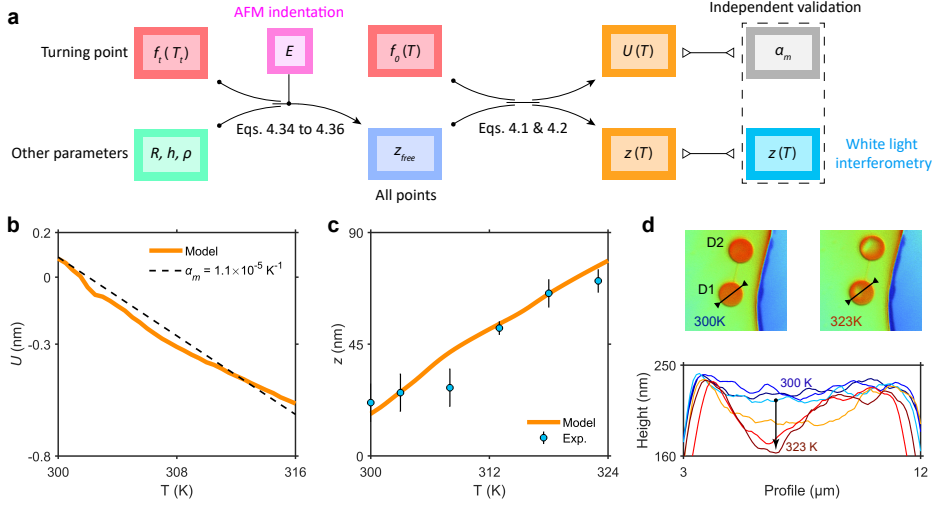 a
AFM indentation
Independent validation
Turning point
f_t(T_t)
E
f_0(T)
U(T)
α_m
Eqs. 4.34 to 4.36
Eqs. 4.1 & 4.2
Other parameters
R, h, ρ
z_free
z(T)
z(T)
White light
interferometry
All points
b
0.2
0
-0.3
-0.8
U (nm)
Model
α_m = 1.1×10⁻⁵ K⁻¹
300
308
316
T (K)
c
90
45
0
z (nm)
Model
Exp.
300
312
324
T (K)
d
D2
D1
300K
323K
250
160
Height(nm)
300 K
323 K
3
12
Profile (μm)